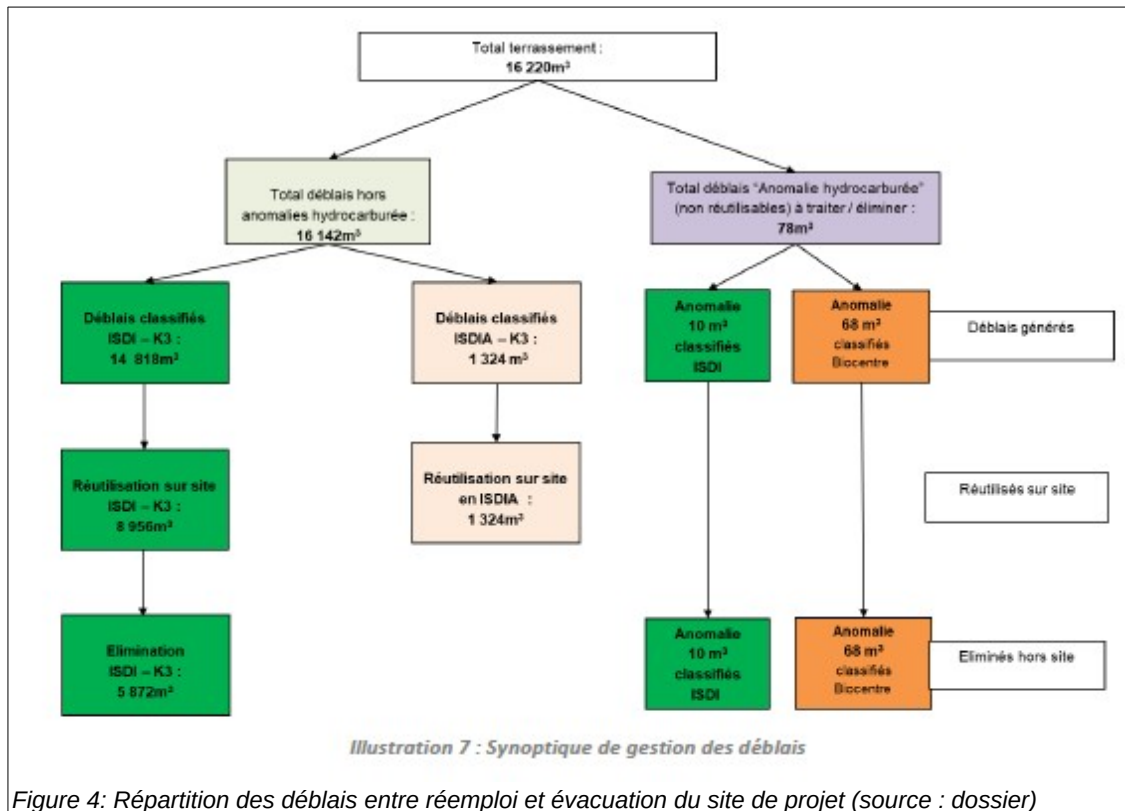 Total terrassement :
16 220m³
Total déblais hors
anomalies hydrocarburée :
16 142m³
Total déblais "Anomalie hydrocarburée"
(non réutilisables) à traiter / éliminer :
78m³
Déblais classifiés
ISDI – K3 :
14 818m³
Déblais classifiés
ISDIA – K3 :
1 324 m³
Anomalie
10 m³
classifiés
ISDI
Anomalie
68 m³
classifiés
Biocentre
Déblais générés
Réutilisation sur site
ISDI – K3 :
8 956m³
Réutilisation sur site
en ISDIA :
1 324m³
Réutilisés sur site
Elimination
ISDI – K3 :
5 872m³
Anomalie
10 m³
classifiés
ISDI
Anomalie
68 m³
classifiés
Biocentre
Eliminés hors site
Illustration 7 : Synoptique de gestion des déblais
Figure 4: Répartition des déblais entre réemploi et évacuation du site de projet (source : dossier)